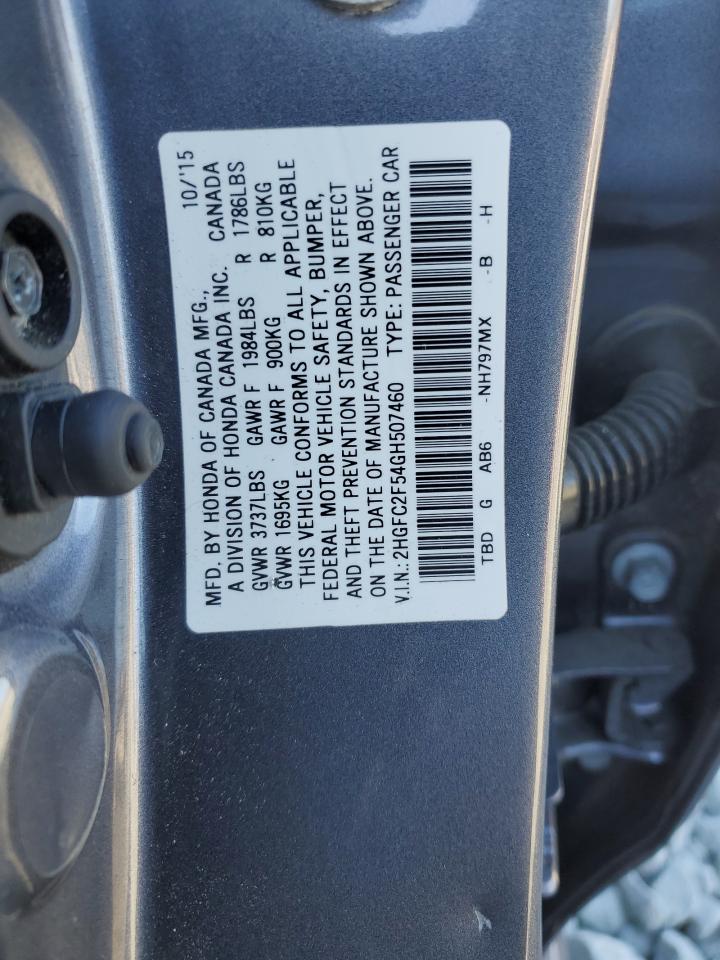 MFD. BY HONDA OF CANADA MFG., 10/'15
A DIVISION OF HONDA CANADA INC. CANADA
GVWR 3737LBS GAWR F 1984LBS R 1786LBS
GVWR 1695KG GAWR F 900KG R 810KG
THIS VEHICLE CONFORMS TO ALL APPLICABLE
FEDERAL MOTOR VEHICLE SAFETY, BUMPER,
AND THEFT PREVENTION STANDARDS IN EFFECT
ON THE DATE OF MANUFACTURE SHOWN ABOVE.
V.I.N.: 2HGFC2F54GH507460 TYPE: PASSENGER CAR
TBD G AB6 -NH797MX -B -H